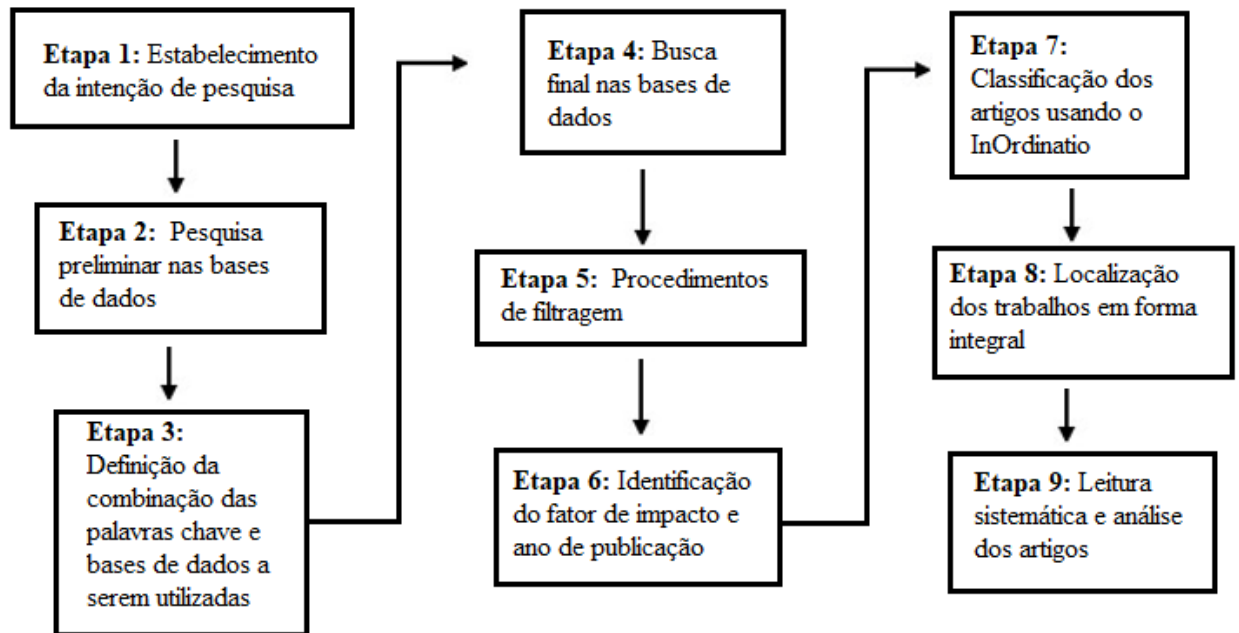 Etapa 1: Estabelecimento
da intenção de pesquisa
Etapa 2: Pesquisa
preliminar nas bases
de dados
Etapa 3:
Definição da
combinação das
palavras chave e
bases de dados a
serem utilizadas
Etapa 4: Busca
final nas bases de
dados
Etapa 5: Procedimentos
de filtragem
Etapa 6: Identificação
do fator de impacto e
ano de publicação
Etapa 7:
Classificação dos
artigos usando o
InOrdinatio
Etapa 8: Localização
dos trabalhos em forma
integral
Etapa 9: Leitura
sistemática e análise
dos artigos